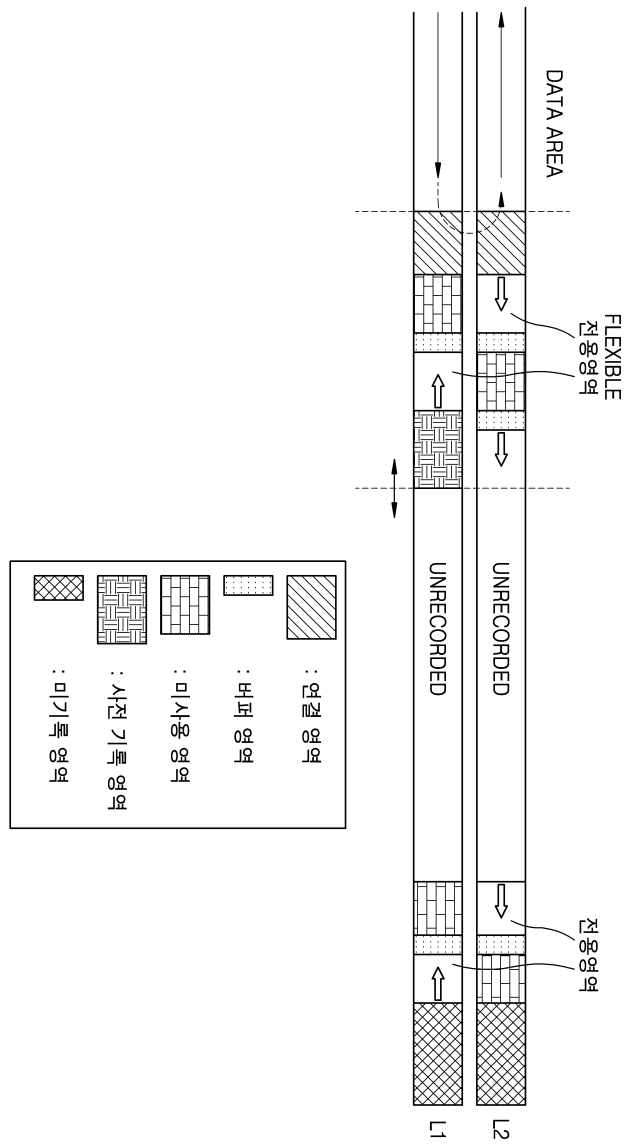 DATA AREA
FLEXIBLE
전용영역
전용영역
UNRECORDED
UNRECORDED
L2
L1
: 연결 영역
: 버퍼 영역
: 미사용 영역
: 사전 기록 영역
: 미기록 영역